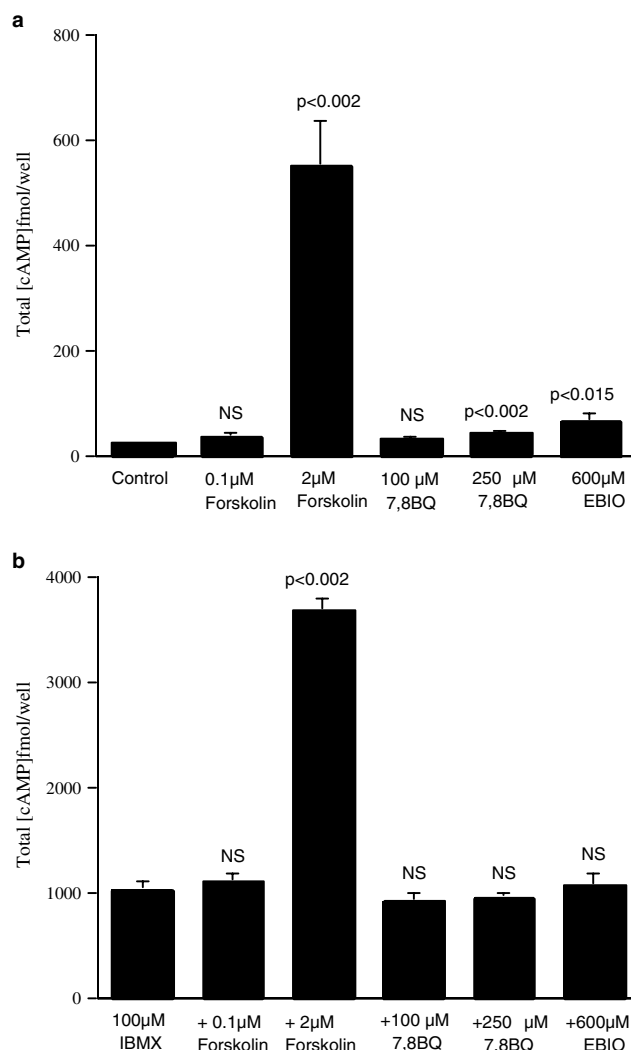 a
Total [cAMP]fmol/well
800
600
400
200
0
p<0.002
NS
NS
p<0.002
p<0.015
Control
0.1µM
Forskolin
2µM
Forskolin
100 µM
7,8BQ
250 µM
7,8BQ
600µM
EBIO
b
Total [cAMP]fmol/well
4000
3000
2000
1000
0
p<0.002
NS
NS
NS
NS
100µM
IBMX
+ 0.1µM
Forskolin
+ 2µM
Forskolin
+100 µM
7,8BQ
+250 µM
7,8BQ
+600µM
EBIO